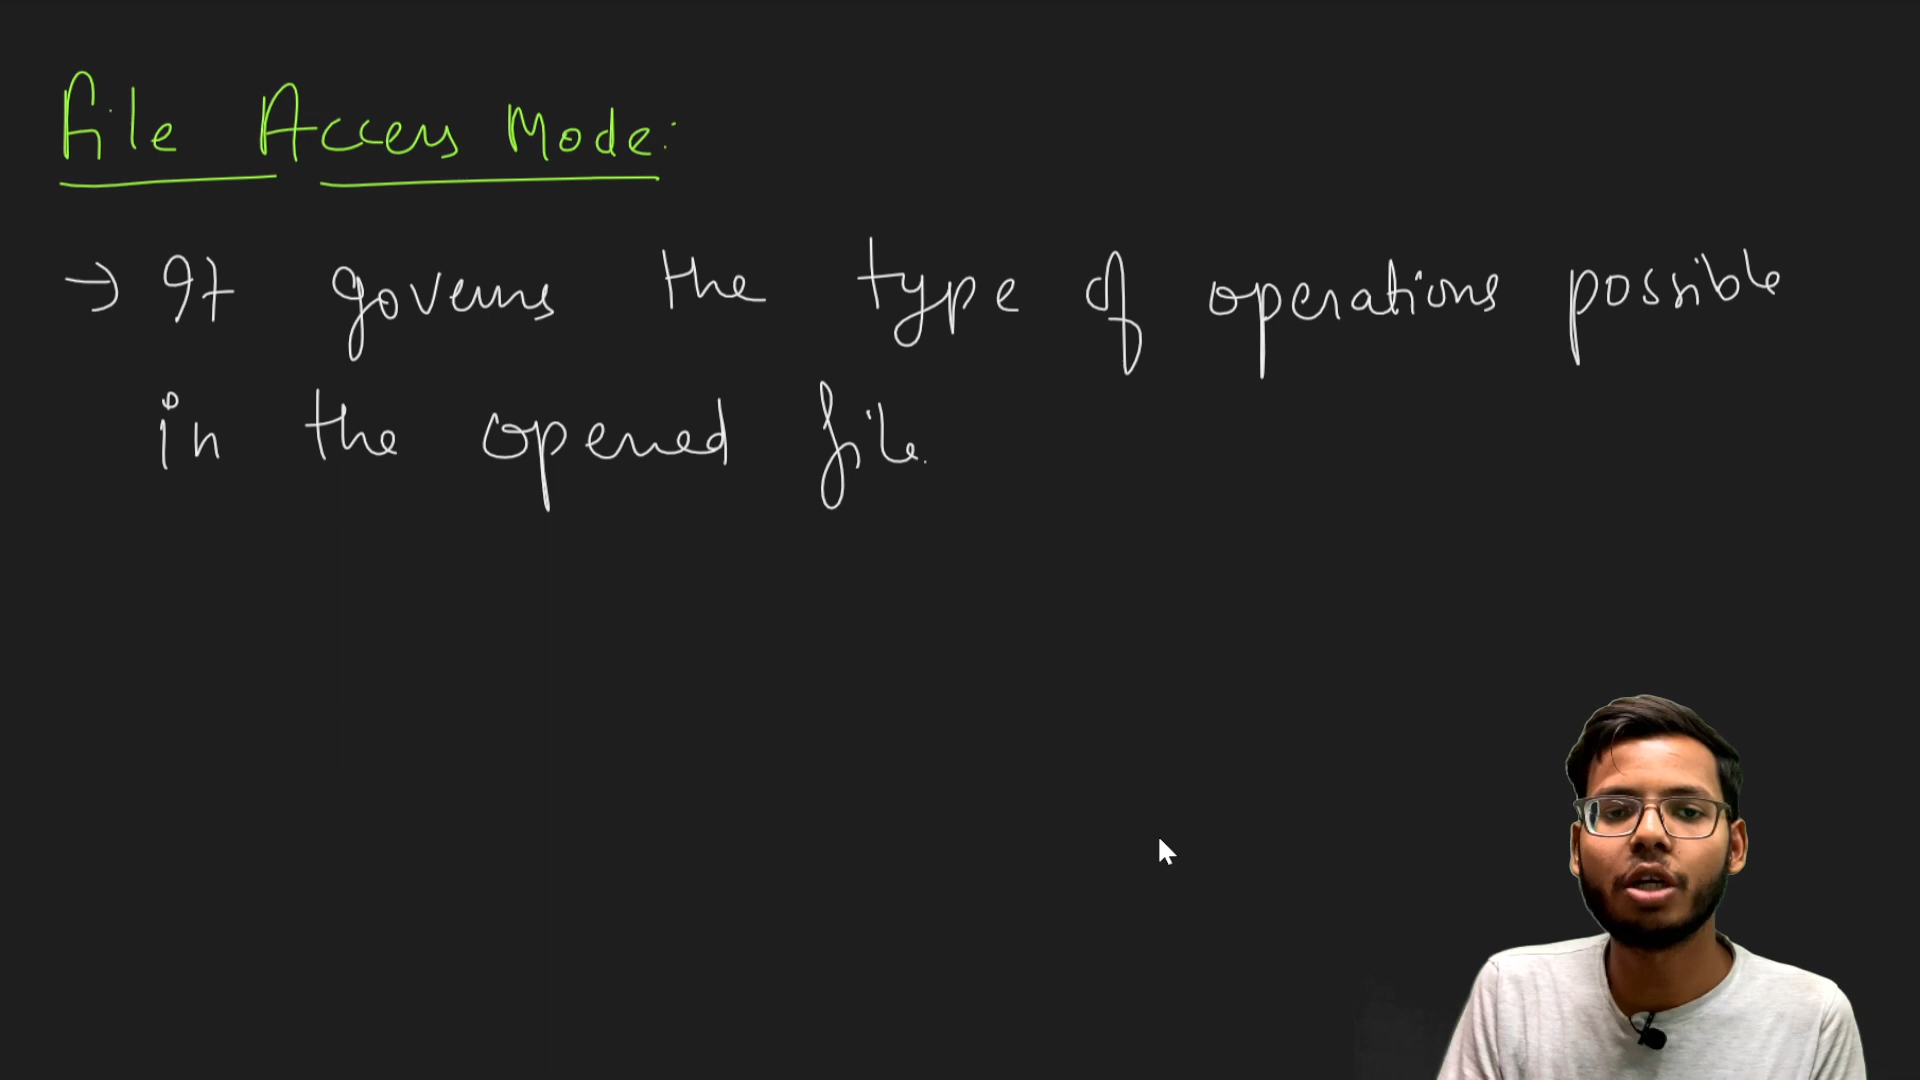 File Access Mode:
→ It governs the type of operations possible
in the opened file.